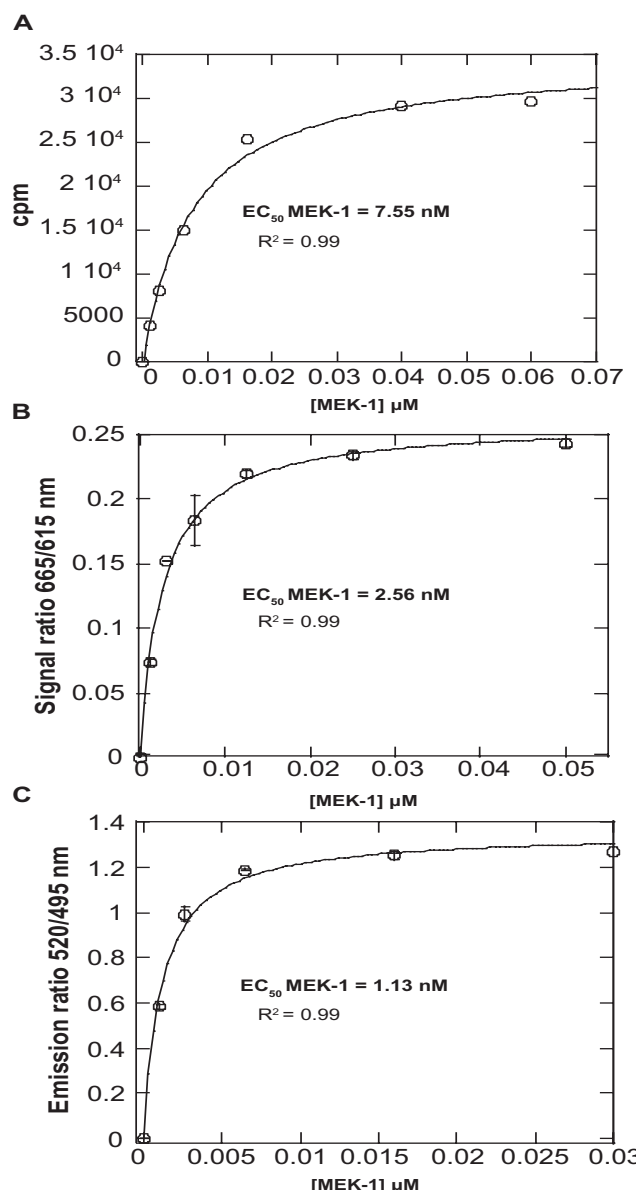 A
3.5 10⁴
3 10⁴
2.5 10⁴
2 10⁴
1.5 10⁴
1 10⁴
5000
0
cpm
EC₅₀ MEK-1 = 7.55 nM
R² = 0.99
0 0.01 0.02 0.03 0.04 0.05 0.06 0.07
[MEK-1] µM
B
0.25
0.2
0.15
0.1
0.05
0
Signal ratio 665/615 nm
EC₅₀ MEK-1 = 2.56 nM
R² = 0.99
0 0.01 0.02 0.03 0.04 0.05
[MEK-1] µM
C
1.4
1.2
1
0.8
0.6
0.4
0.2
0
Emission ratio 520/495 nm
EC₅₀ MEK-1 = 1.13 nM
R² = 0.99
0 0.005 0.01 0.015 0.02 0.025 0.03
[MEK-1] µM